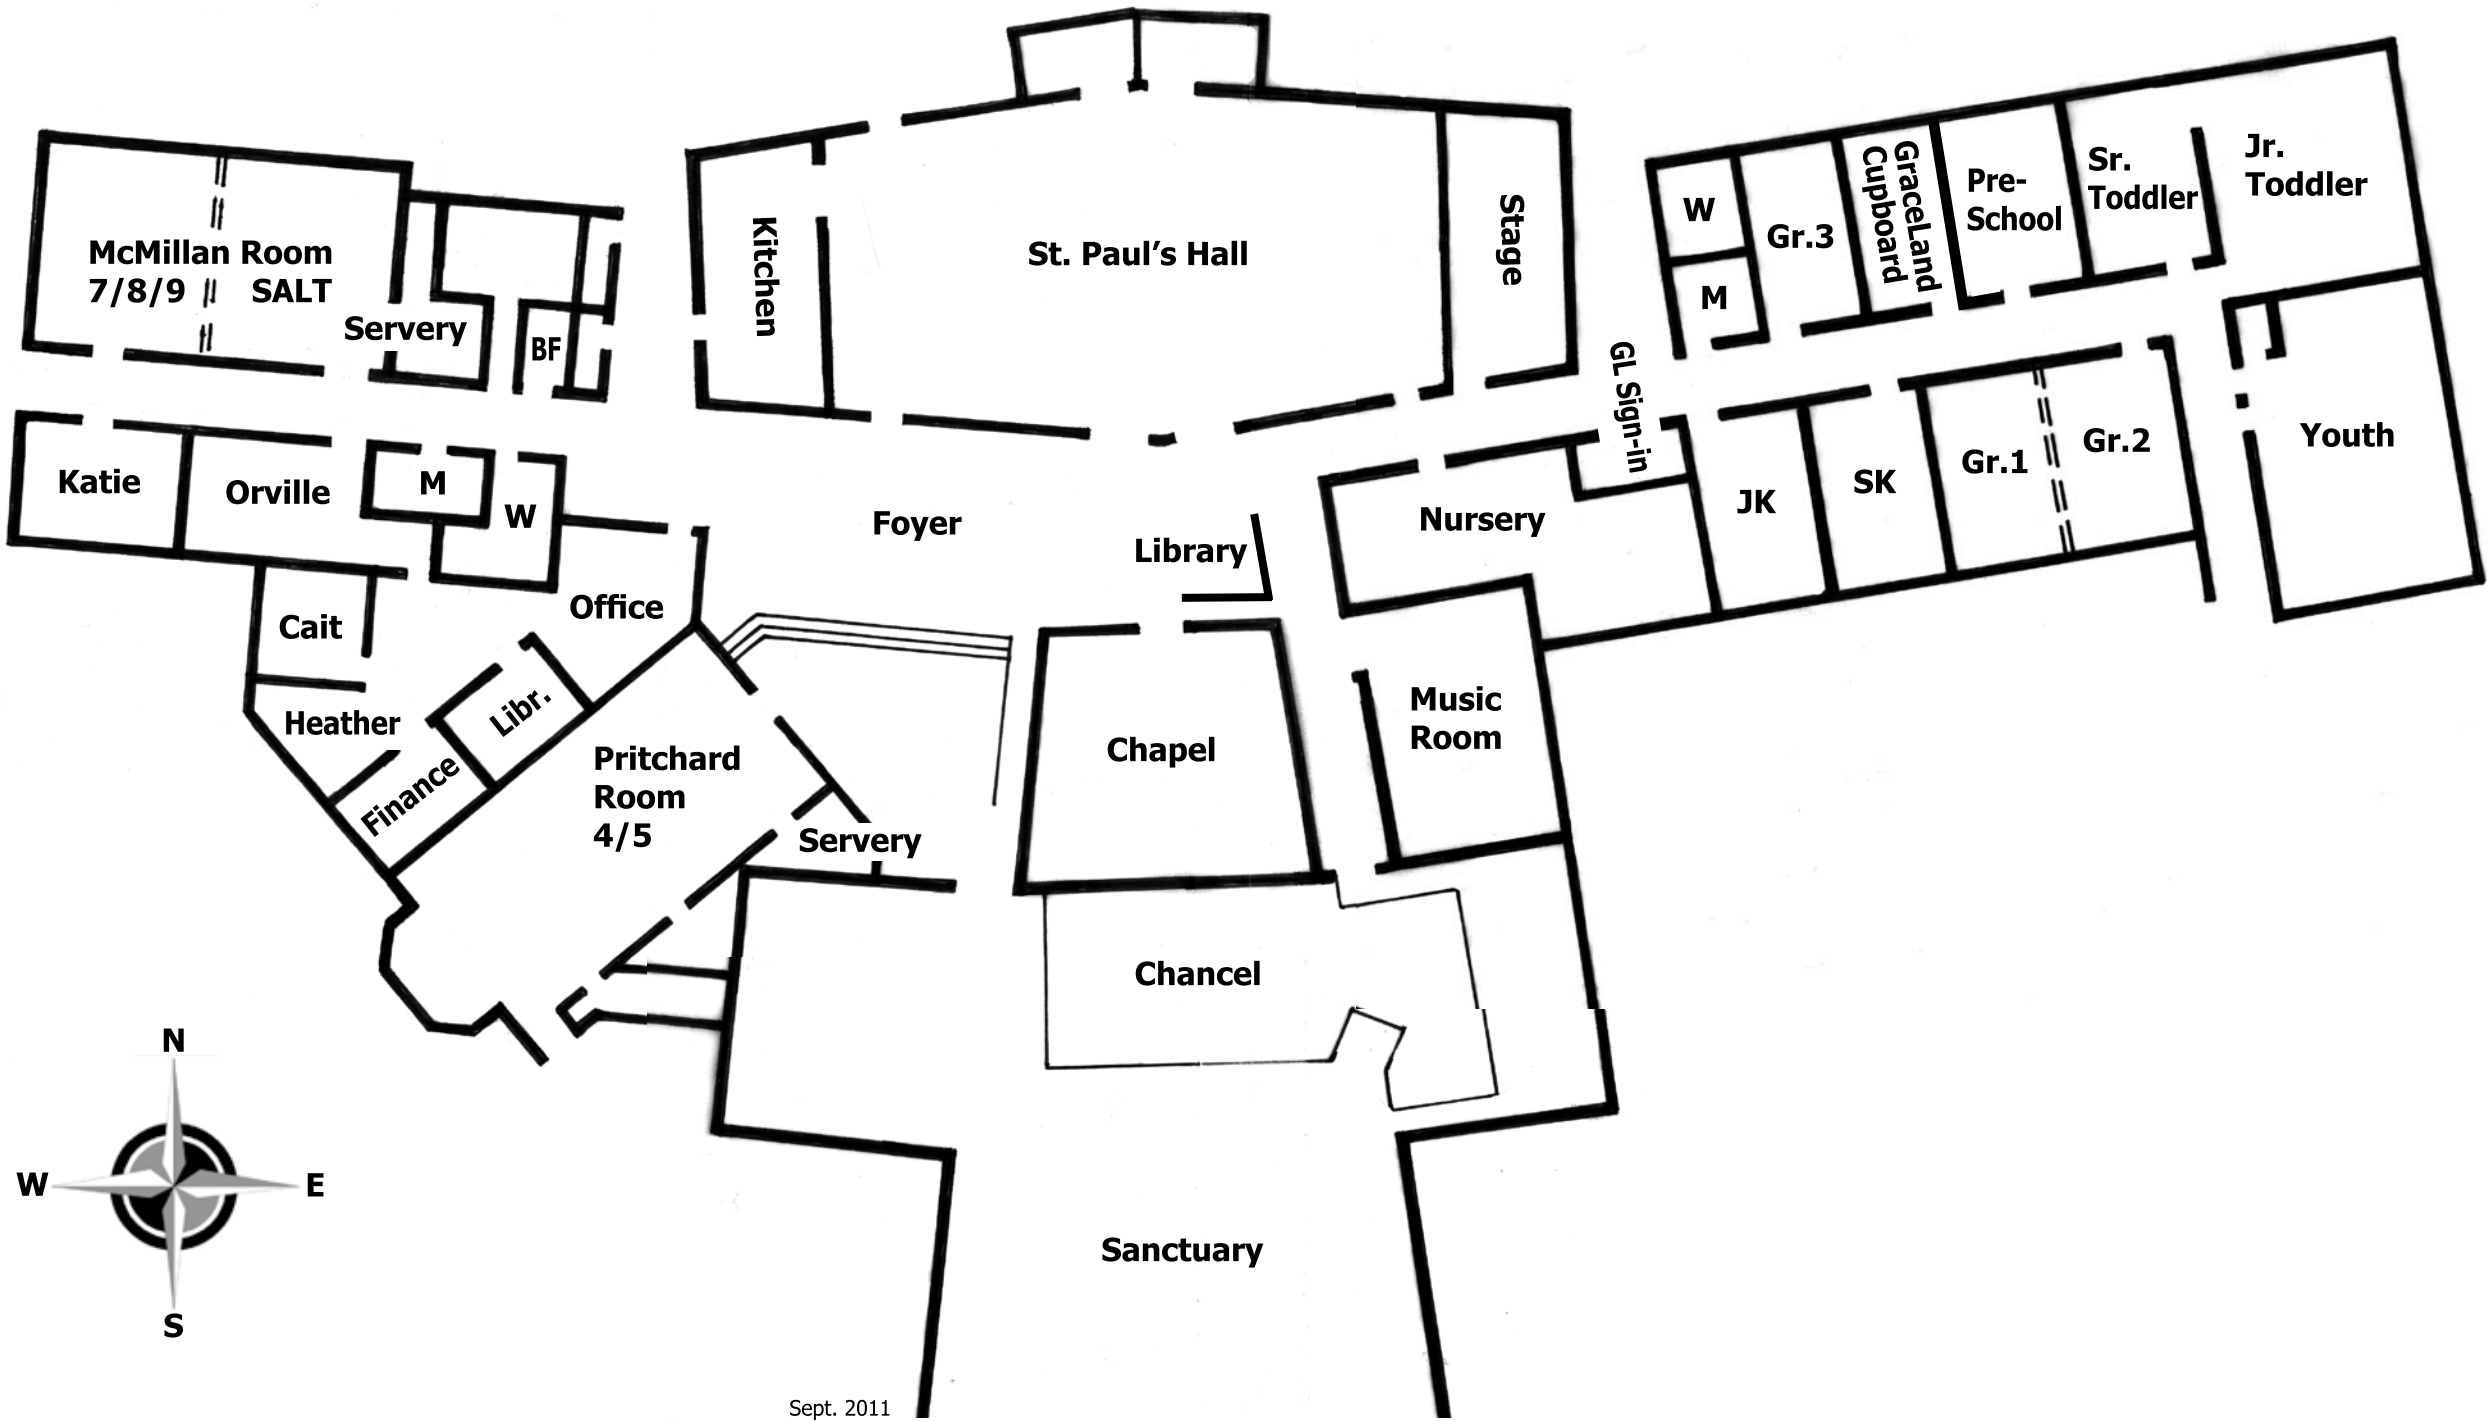 McMillan Room
7/8/9 SALT
Servery
BF
Kitchen
St. Paul's Hall
Stage
W
M
Gr.3
GraceLand
Cupboard
Pre-
School
Sr.
Toddler
Jr.
Toddler
GL Sign-in
Katie
Orville
M
W
Foyer
Library
Nursery
JK
SK
Gr.1
Gr.2
Youth
Office
Cait
Heather
Libr.
Finance
Pritchard
Room
4/5
Servery
Chapel
Music
Room
Chancel
Sanctuary
N
W
E
S
Sept. 2011